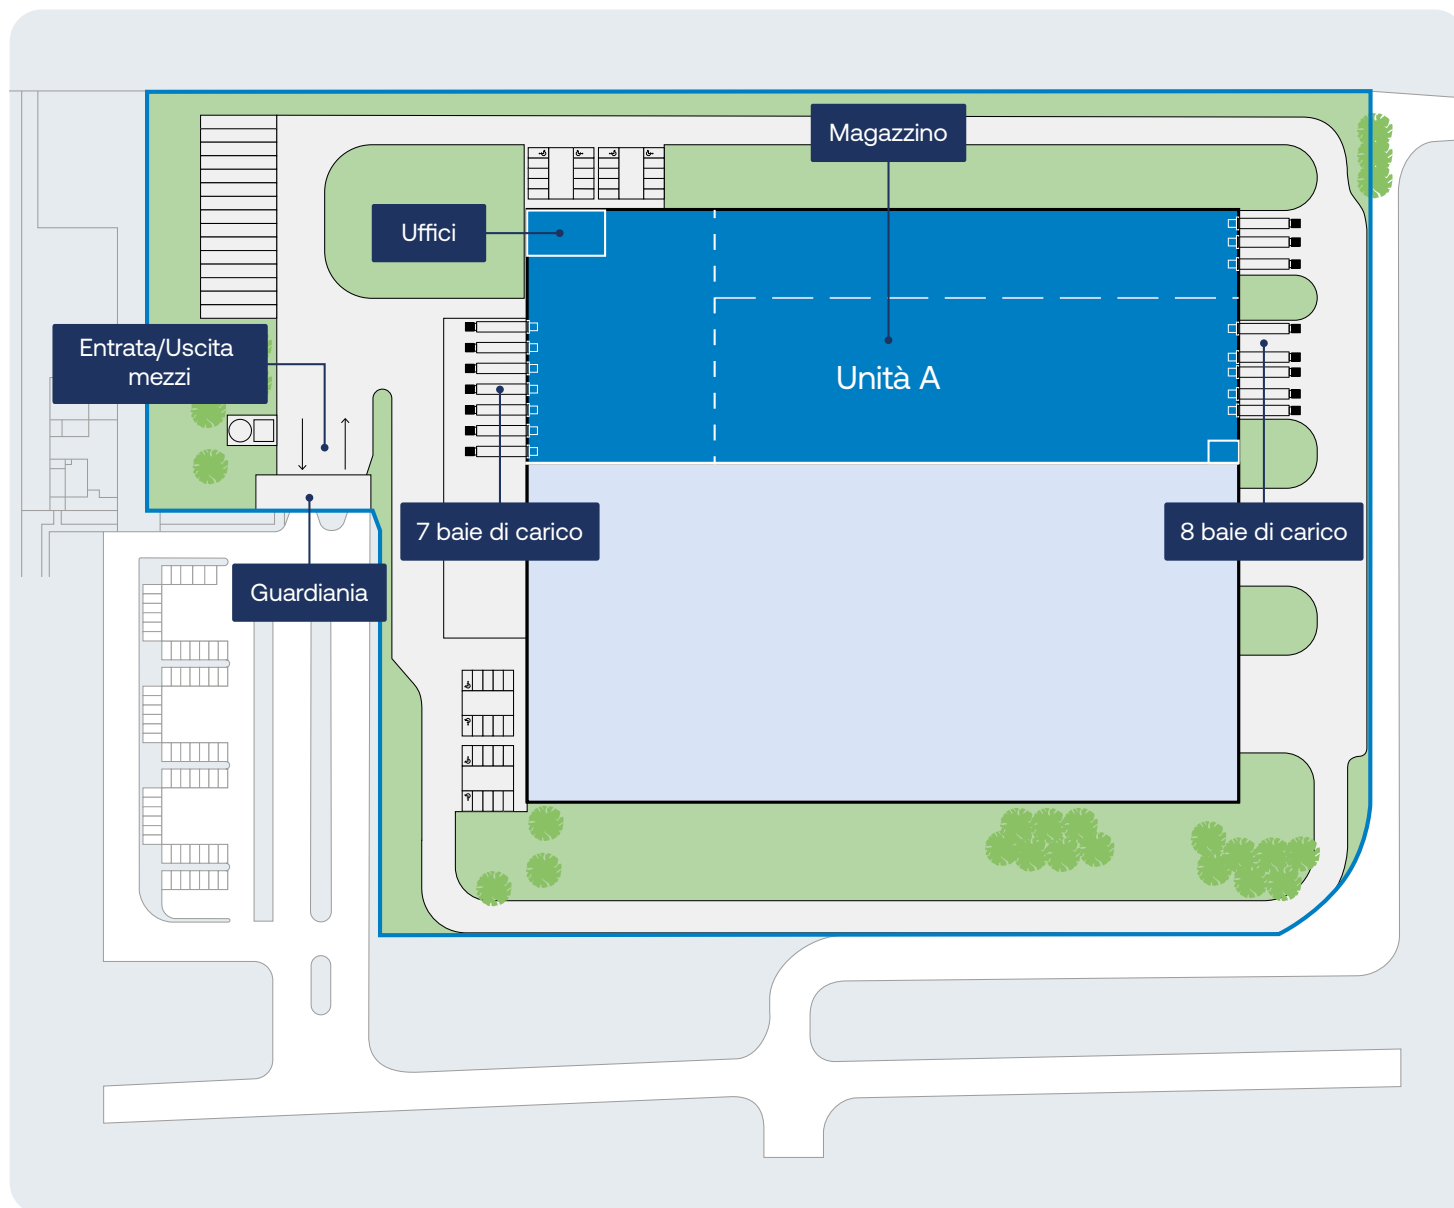 Magazzino
Uffici
Entrata/Uscita
mezzi
Unità A
7 baie di carico
8 baie di carico
Guardiania